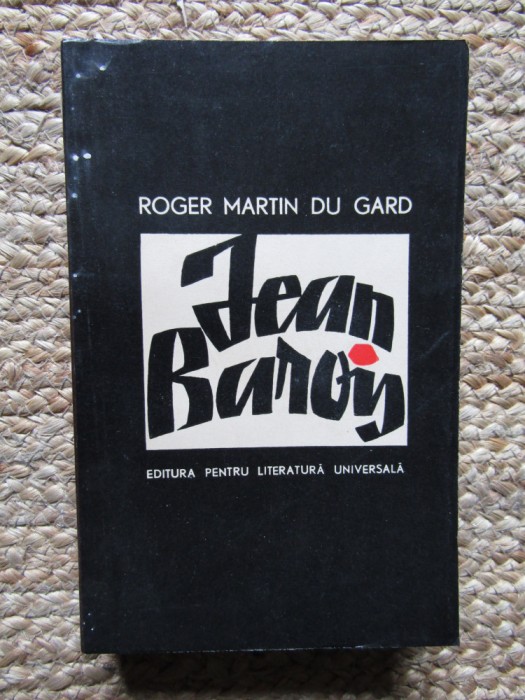 ROGER MARTIN DU GARD
Jean
Barois
EDITURA PENTRU LITERATURĂ UNIVERSALĂ